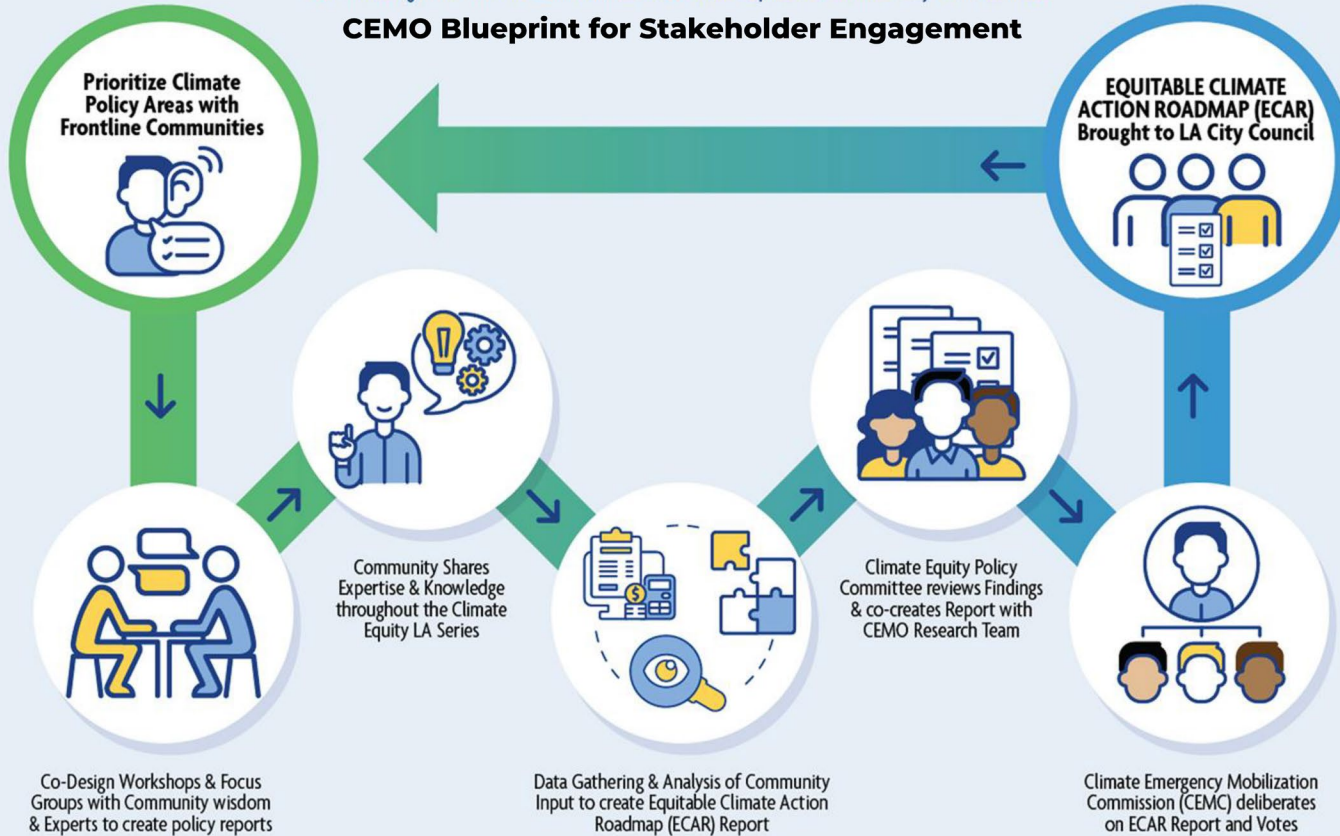 CEMO Blueprint for Stakeholder Engagement
Prioritize Climate
Policy Areas with
Frontline Communities
EQUITABLE CLIMATE
ACTION ROADMAP (ECAR)
Brought to LA City Council
Community Shares
Expertise & Knowledge
throughout the Climate
Equity LA Series
Climate Equity Policy
Committee reviews Findings
& co-creates Report with
CEMO Research Team
Co-Design Workshops & Focus
Groups with Community wisdom
& Experts to create policy reports
Data Gathering & Analysis of Community
Input to create Equitable Climate Action
Roadmap (ECAR) Report
Climate Emergency Mobilization
Commission (CEMC) deliberates
on ECAR Report and Votes